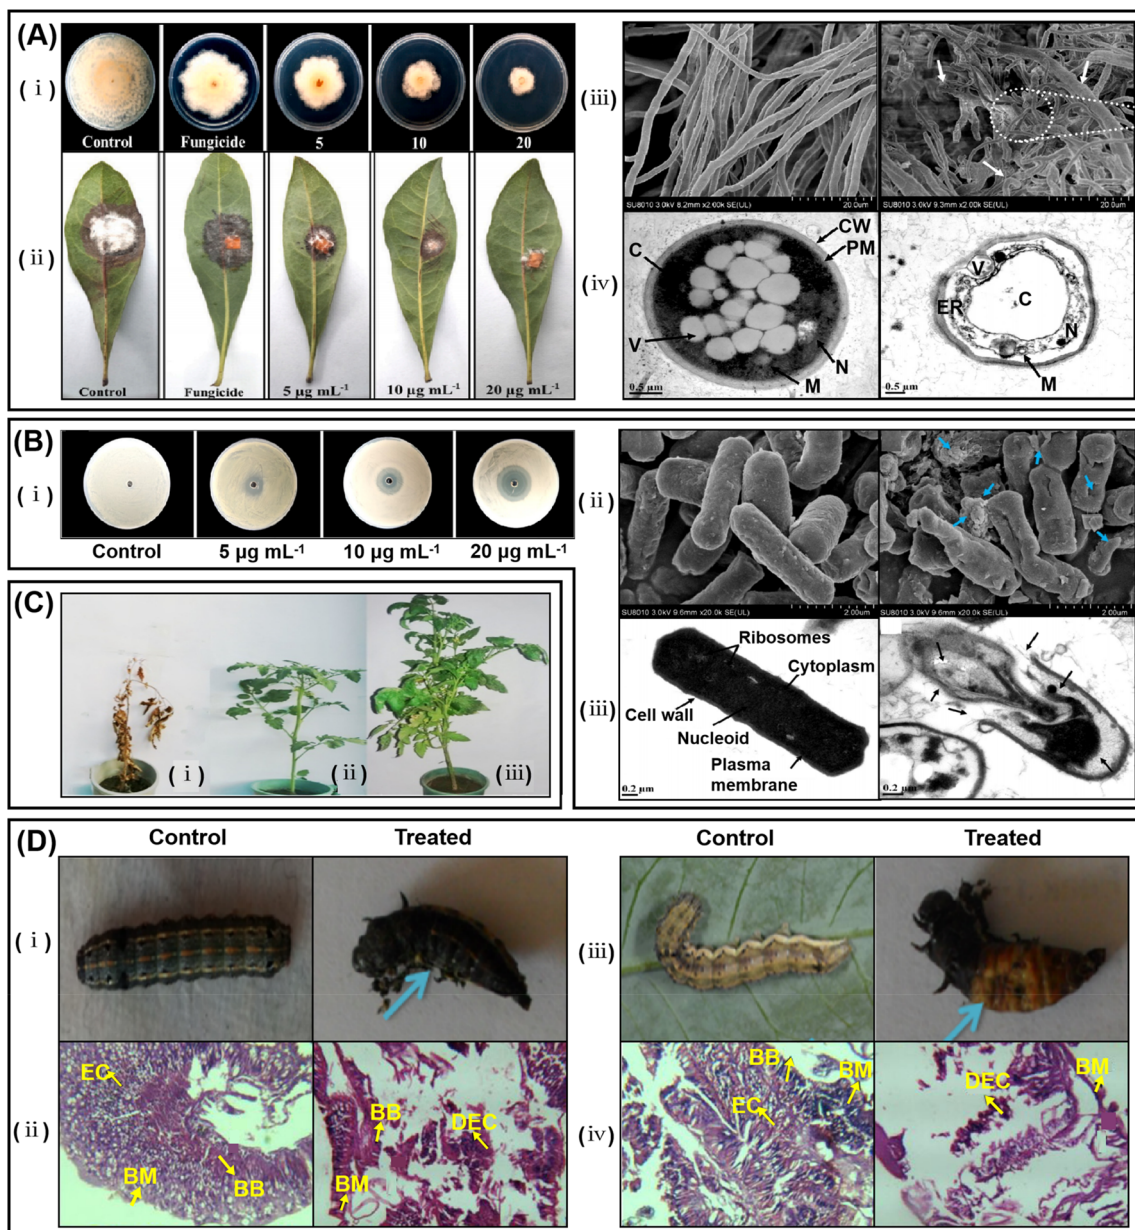 (A)
(i)
Control Fungicide 5 10 20
(ii)
Control Fungicide 5 µg mL-1 10 µg mL-1 20 µg mL-1
(iii)
SU8010 3.0kV 8.2mm x2.00k SE(UL) 20.0um
SU8010 3.0kV 9.3mm x2.00k SE(UL) 20.0um
(iv)
C
CW
PM
V
N
M
0.5 µm
V
ER
C
N
M
0.5 µm
(B)
(i)
Control 5 µg mL-1 10 µg mL-1 20 µg mL-1
(ii)
SU8010 3.0kV 9.6mm x20.0k SE(UL) 2.00um
SU8010 3.0kV 9.6mm x20.0k SE(UL) 2.00um
(iii)
Ribosomes
Cytoplasm
Cell wall
Nucleoid
Plasma
membrane
0.2 µm
0.2 µm
(C)
(i)
(ii)
(iii)
(D)
Control Treated
(i)
(ii)
EC
BM
BB
BB
DEC
BM
Control Treated
(iii)
(iv)
BB
BM
EC
DEC
BM